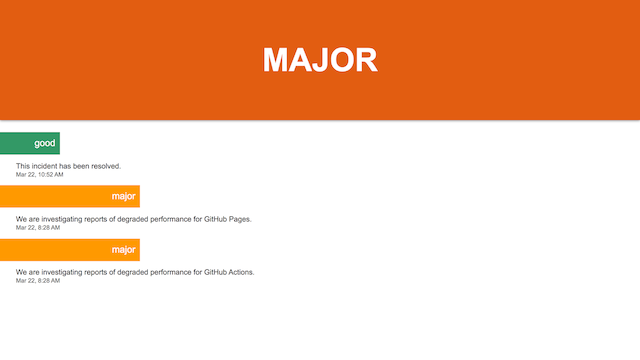 MAJOR
good
This incident has been resolved.
Mar 22, 10:52 AM
major
We are investigating reports of degraded performance for GitHub Pages.
Mar 22, 8:28 AM
major
We are investigating reports of degraded performance for GitHub Actions.
Mar 22, 8:28 AM